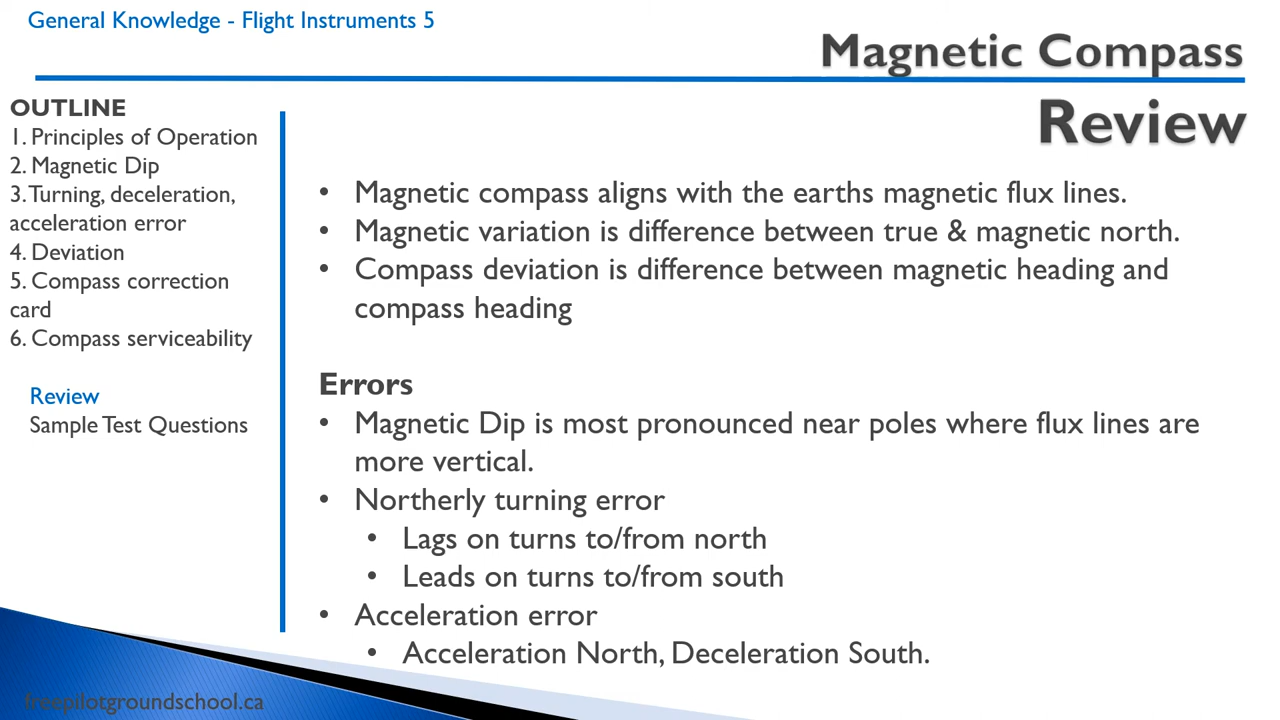 General Knowledge - Flight Instruments 5
Magnetic Compass
Review
OUTLINE
1. Principles of Operation
2. Magnetic Dip
3. Turning, deceleration,
acceleration error
4. Deviation
5. Compass correction
card
6. Compass serviceability
Review
Sample Test Questions
• Magnetic compass aligns with the earths magnetic flux lines.
• Magnetic variation is difference between true & magnetic north.
• Compass deviation is difference between magnetic heading and
compass heading
Errors
• Magnetic Dip is most pronounced near poles where flux lines are
more vertical.
• Northerly turning error
• Lags on turns to/from north
• Leads on turns to/from south
• Acceleration error
• Acceleration North, Deceleration South.
freepilotgroundschool.ca